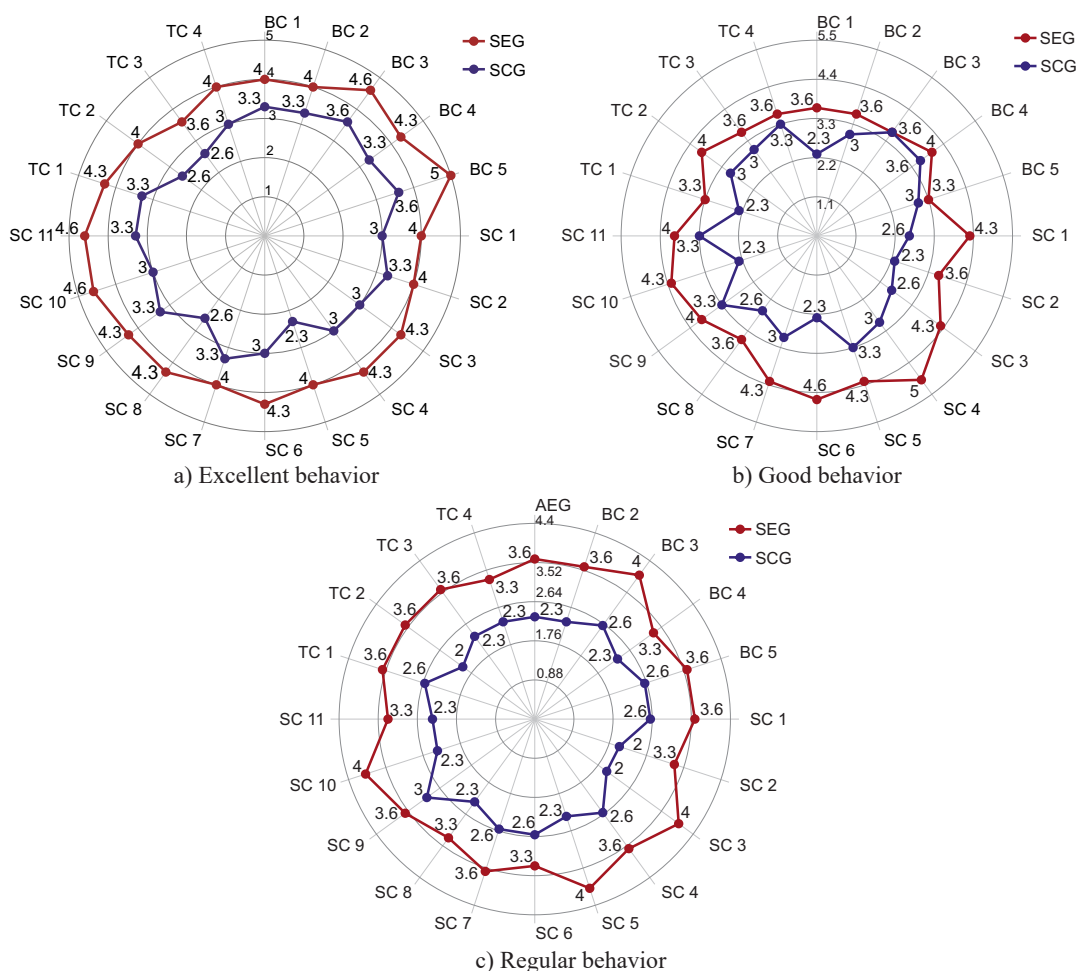 BC 1
BC 2
BC 3
BC 4
BC 5
SC 1
SC 2
SC 3
SC 4
SC 5
SC 6
SC 7
SC 8
SC 9
SC 10
SC 11
TC 1
TC 2
TC 3
TC 4
5
4
3
2
1
4
4
4.6
4.3
5
4
4
4.3
4.3
4
4.3
4
4.3
4.3
4.6
4.6
4.3
4
3.6
4
3.3
3.3
3.6
3.3
3.6
3
3.3
3
3
2.3
3
3.3
2.6
3.3
3
3.3
3.3
2.6
2.6
3.3
SEG
SCG
a) Excellent behavior
BC 1
BC 2
BC 3
BC 4
BC 5
SC 1
SC 2
SC 3
SC 4
SC 5
SC 6
SC 7
SC 8
SC 9
SC 10
SC 11
TC 1
TC 2
TC 3
TC 4
5.5
4.4
3.3
2.2
1.1
3.6
3.6
3.6
4
3.3
4.3
3.6
4.3
5
4.3
4.6
4.3
3.6
4
4.3
4
3.3
4
3.6
3.6
2.3
3
3.6
3
2.6
2.3
2.6
3
3.3
2.3
3
2.6
3.3
2.3
3.3
2.3
3
3
SEG
SCG
b) Good behavior
AEG
BC 2
BC 3
BC 4
BC 5
SC 1
SC 2
SC 3
SC 4
SC 5
SC 6
SC 7
SC 8
SC 9
SC 10
SC 11
TC 1
TC 2
TC 3
TC 4
4.4
3.52
2.64
1.76
0.88
3.6
3.6
4
3.3
3.6
3.6
3.3
4
3.6
4
3.3
3.6
3.3
3.6
4
3.3
3.6
3.6
3.6
3.3
2.3
2.3
2.6
2.3
2.6
2.6
2
2
2.6
2.3
2.6
2.6
2.3
3
2.3
2.3
2.6
2
2.3
2.3
SEG
SCG
c) Regular behavior